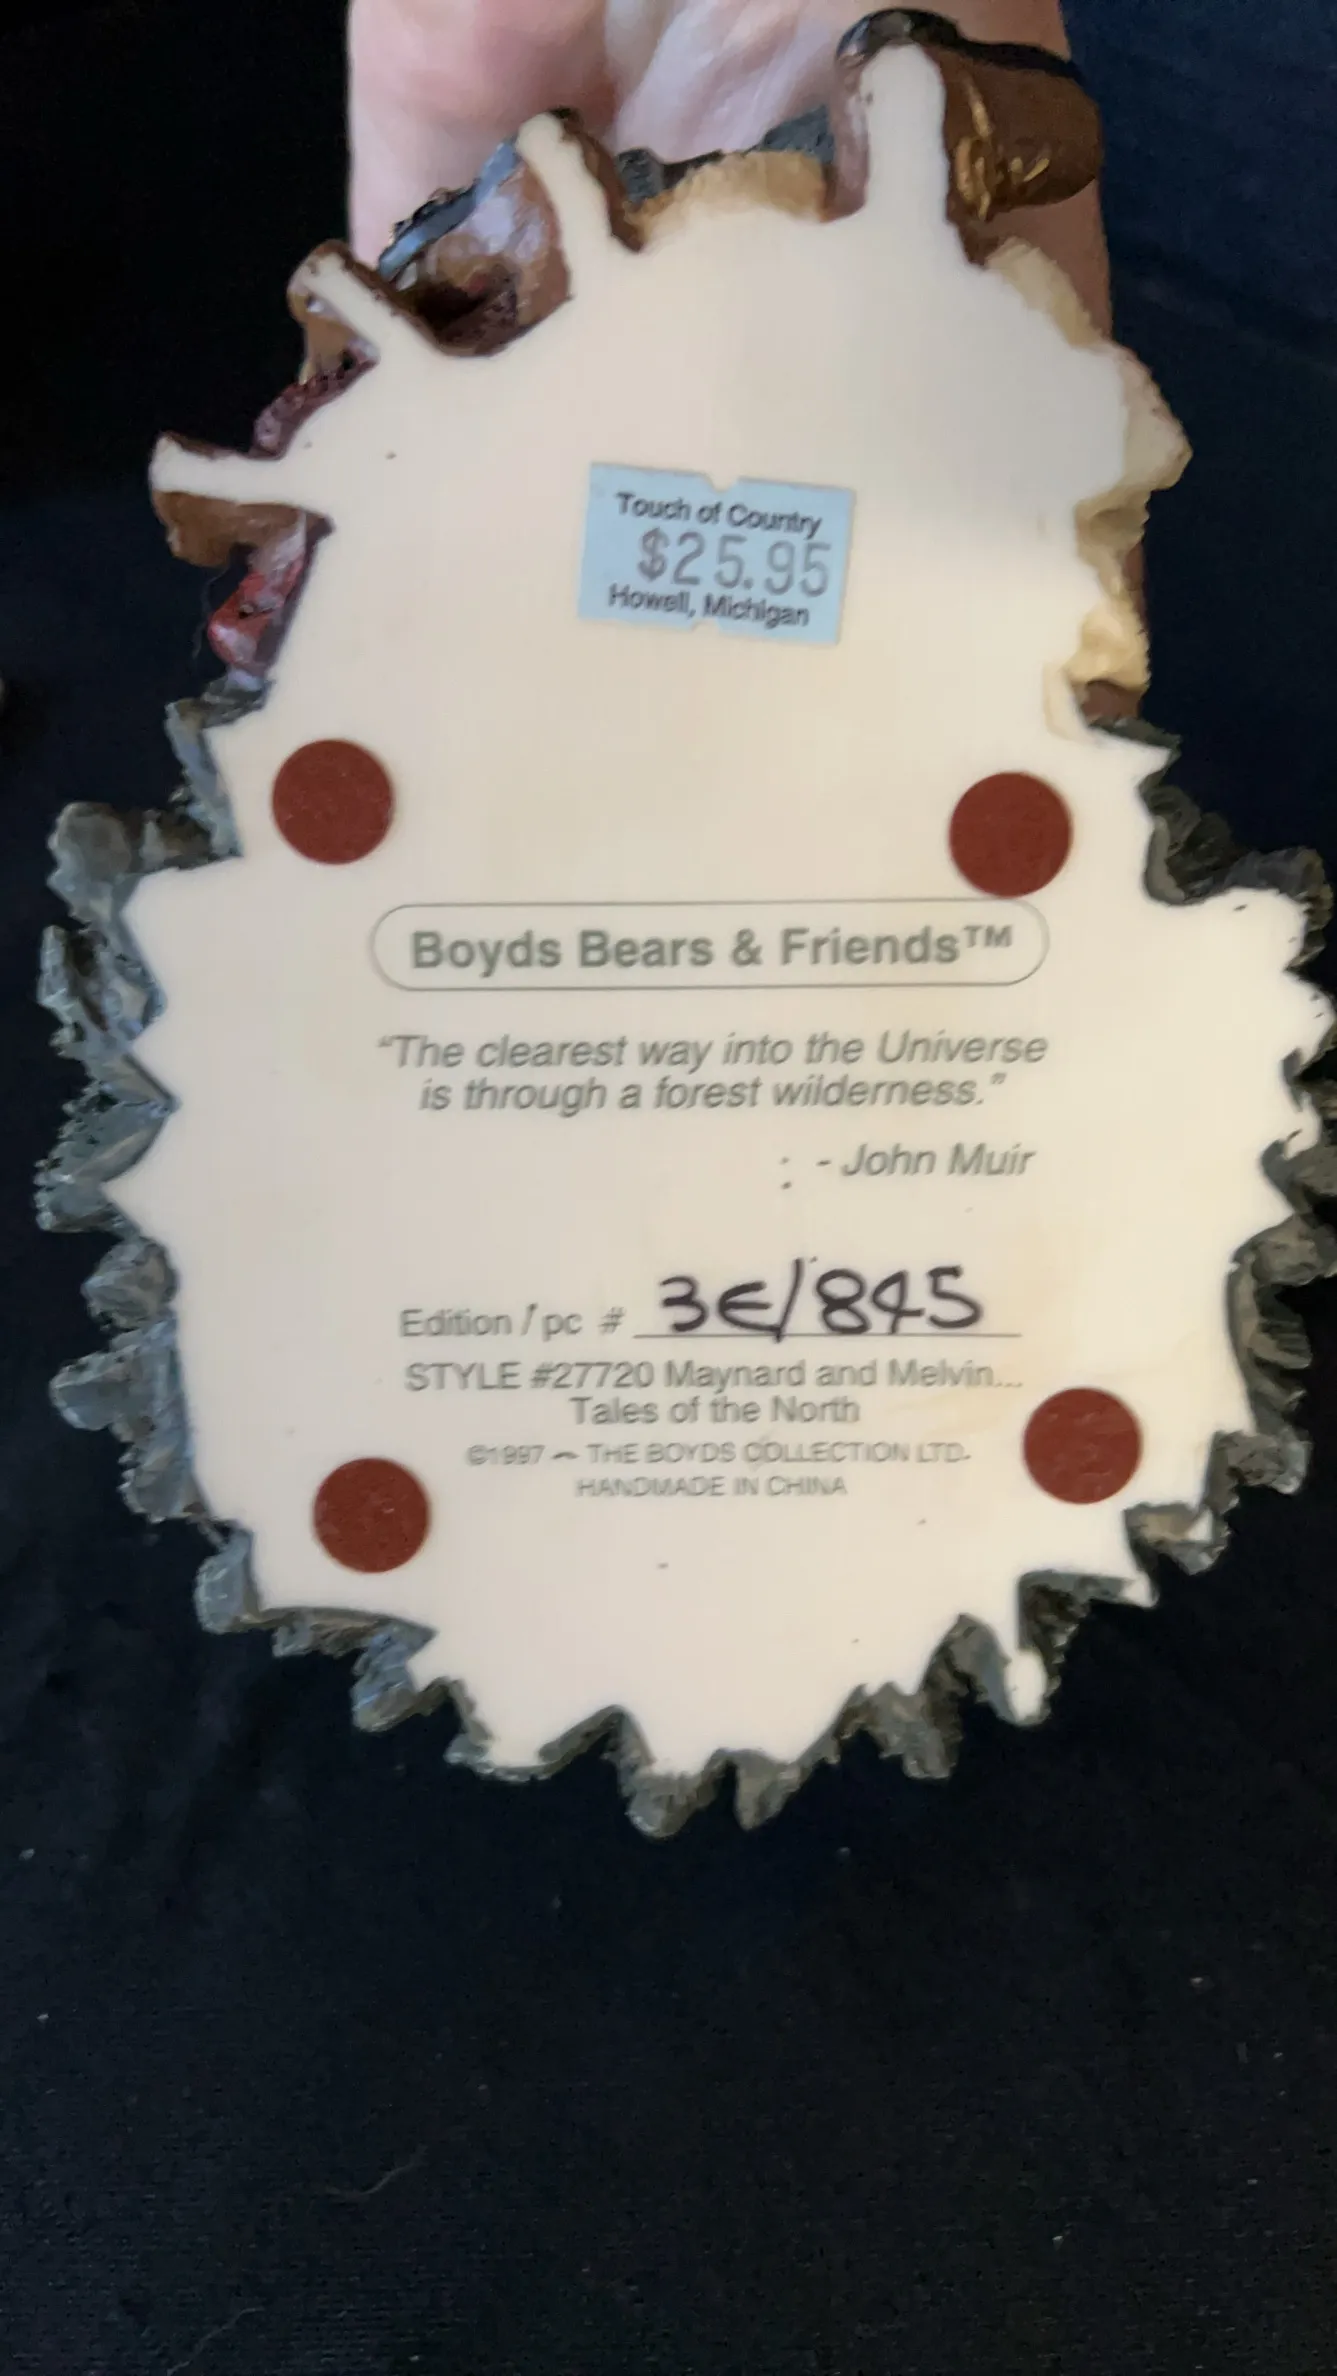 Touch of Country
$25.95
Howell, Michigan
Boyds Bears & Friends™
"The clearest way into the Universe
is through a forest wilderness."
- John Muir
Edition / pc # 3E/845
STYLE #27720 Maynard and Melvin...
Tales of the North
©1997 ~ THE BOYDS COLLECTION LTD.
HANDMADE IN CHINA